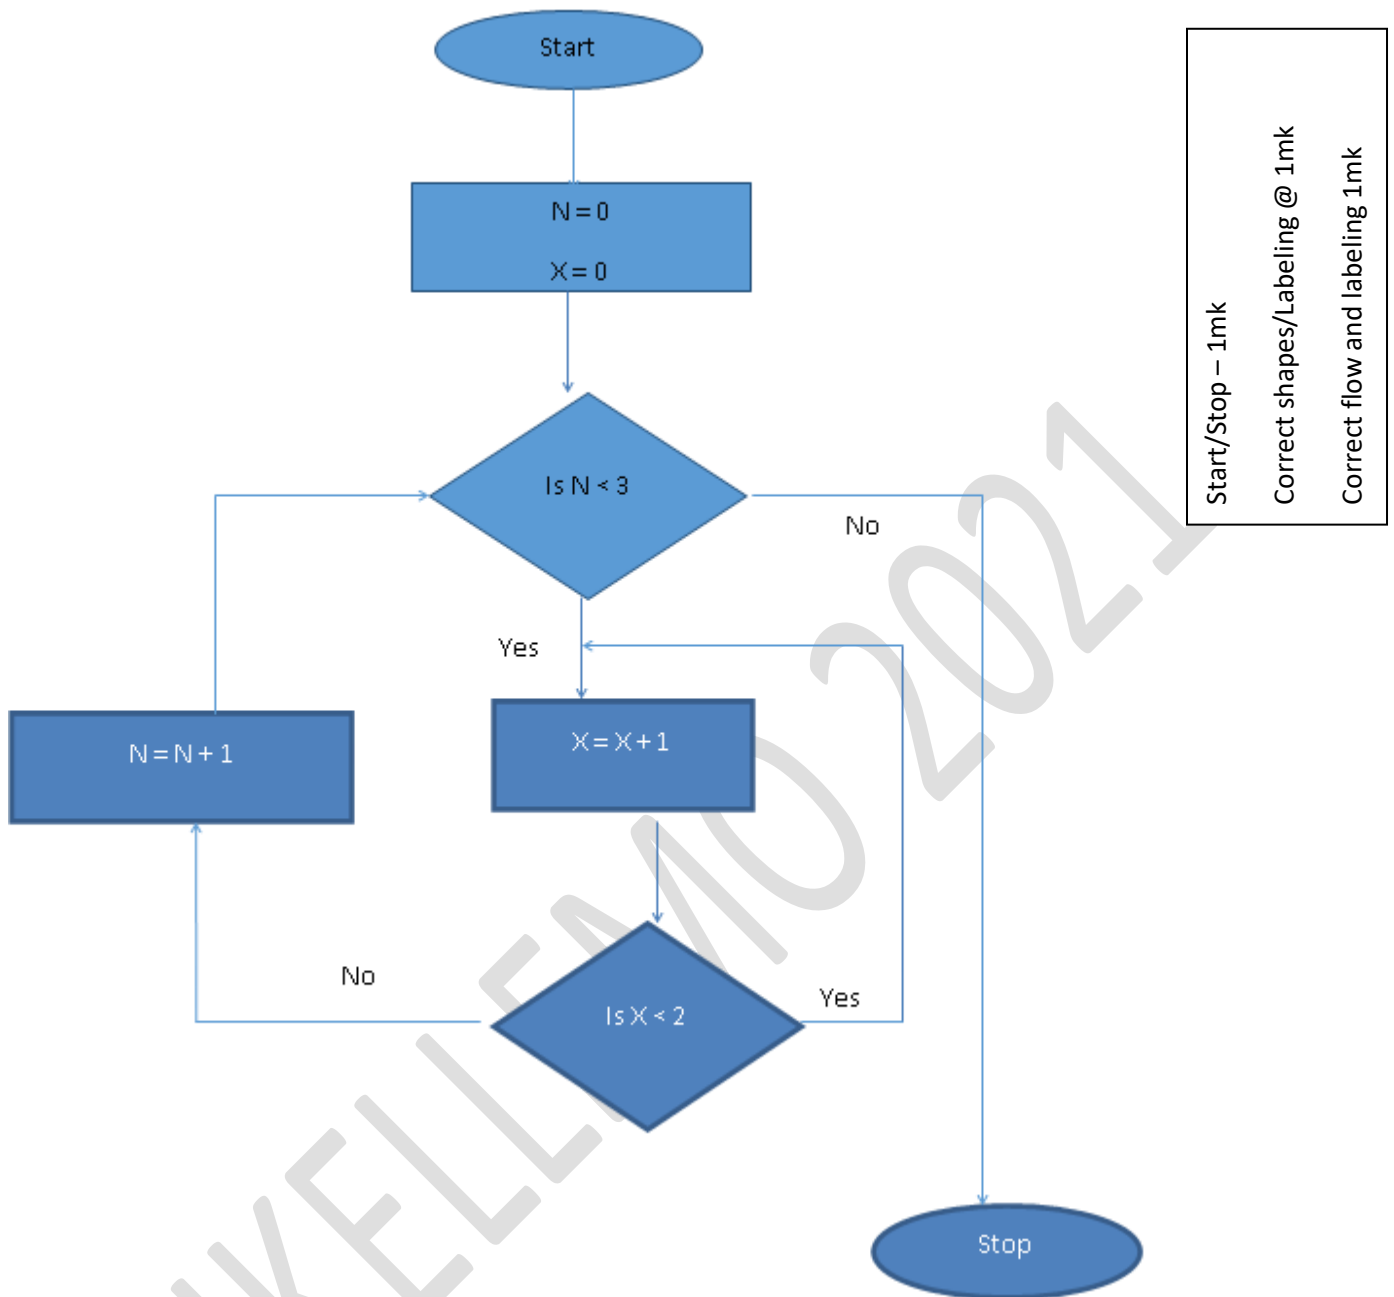 Start
N = 0
X = 0
Is N < 3
No
Yes
N = N + 1
X = X + 1
No
Is X < 2
Yes
Stop
Start/Stop – 1mk
Correct shapes/Labeling @ 1mk
Correct flow and labeling 1mk
KELLEMO 2021